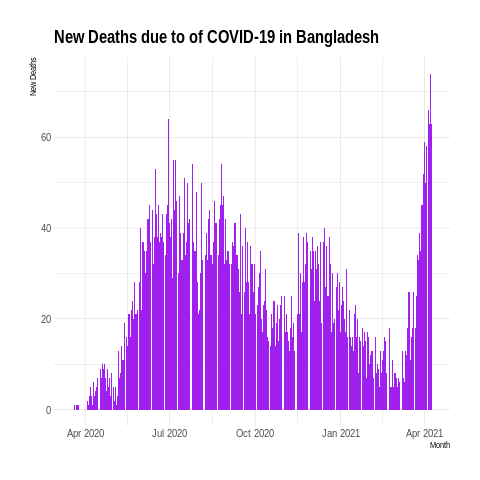 New Deaths due to of COVID-19 in Bangladesh
New Deaths
60
40
20
0
Apr 2020 Jul 2020 Oct 2020 Jan 2021 Apr 2021
Month